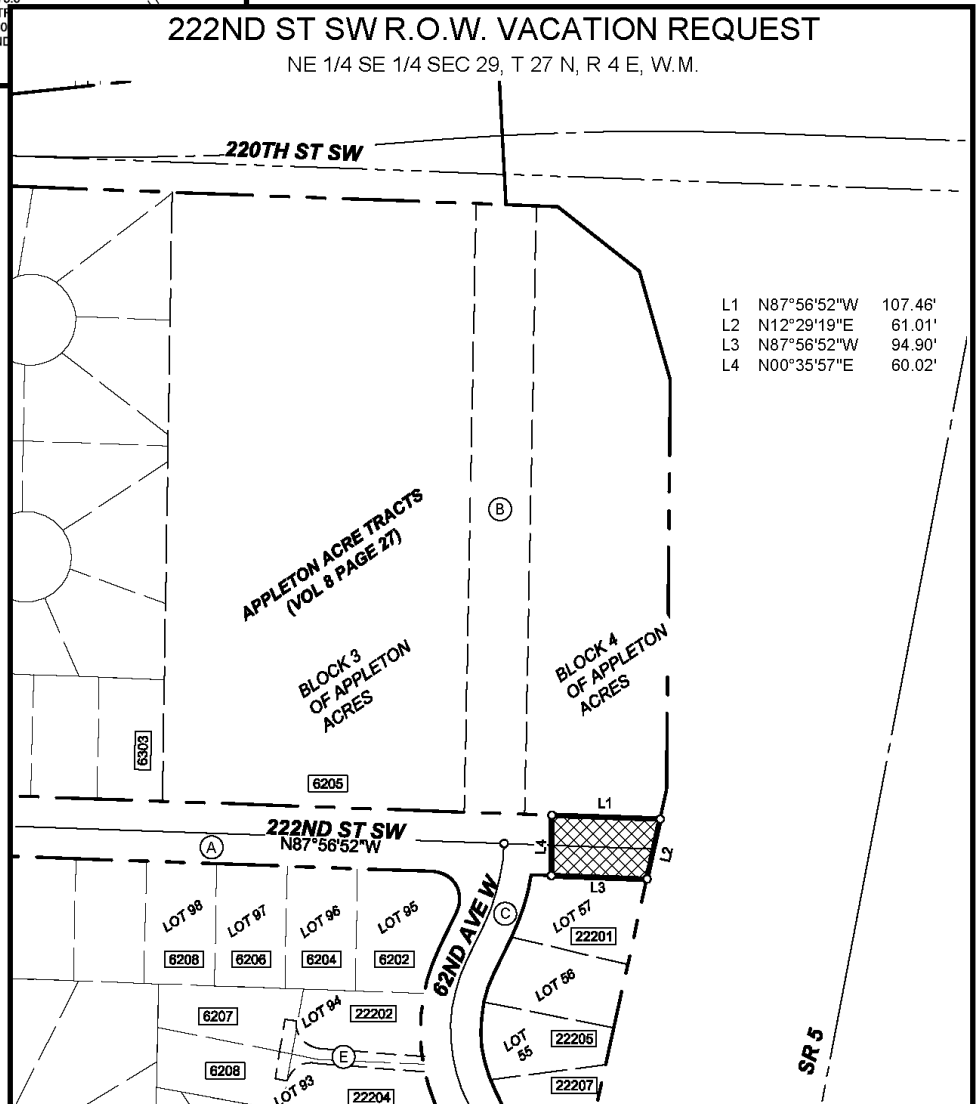 222ND ST SW R.O.W. VACATION REQUEST
NE 1/4 SE 1/4 SEC 29, T 27 N, R 4 E, W.M.
220TH ST SW
L1 N87°56'52"W 107.46'
L2 N12°29'19"E 61.01'
L3 N87°56'52"W 94.90'
L4 N00°35'57"E 60.02'
B
APPLETON ACRE TRACTS
(VOL 8 PAGE 27)
BLOCK 3
OF APPLETON
ACRES
BLOCK 4
OF APPLETON
ACRES
6303
6205
L1
222ND ST SW
N87°56'52"W
A
L4
L2
L3
62ND AVE W
C
LOT 98
LOT 97
LOT 96
LOT 95
LOT 57
22201
6208
6206
6204
6202
LOT 56
6207
LOT 94
22202
LOT
55
22205
E
SR 5
6208
LOT 93
22204
22207